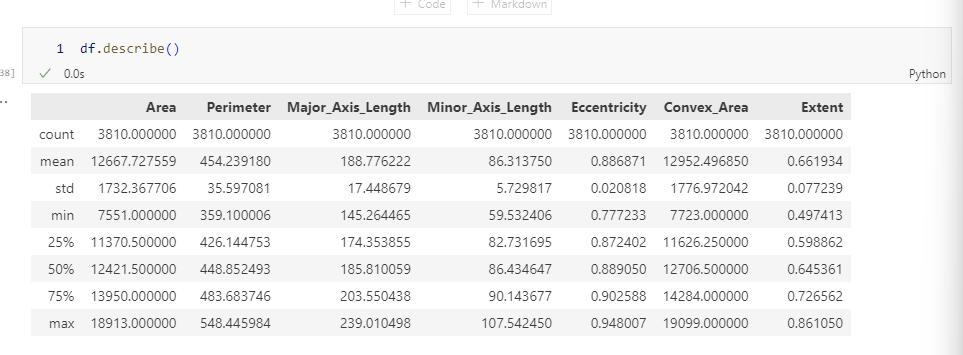 + Code + Markdown
1 df.describe()
38] ✓ 0.0s Python
Area Perimeter Major_Axis_Length Minor_Axis_Length Eccentricity Convex_Area Extent
count 3810.000000 3810.000000 3810.000000 3810.000000 3810.000000 3810.000000 3810.000000
mean 12667.727559 454.239180 188.776222 86.313750 0.886871 12952.496850 0.661934
std 1732.367706 35.597081 17.448679 5.729817 0.020818 1776.972042 0.077239
min 7551.000000 359.100006 145.264465 59.532406 0.777233 7723.000000 0.497413
25% 11370.500000 426.144753 174.353855 82.731695 0.872402 11626.250000 0.598862
50% 12421.500000 448.852493 185.810059 86.434647 0.889050 12706.500000 0.645361
75% 13950.000000 483.683746 203.550438 90.143677 0.902588 14284.000000 0.726562
max 18913.000000 548.445984 239.010498 107.542450 0.948007 19099.000000 0.861050